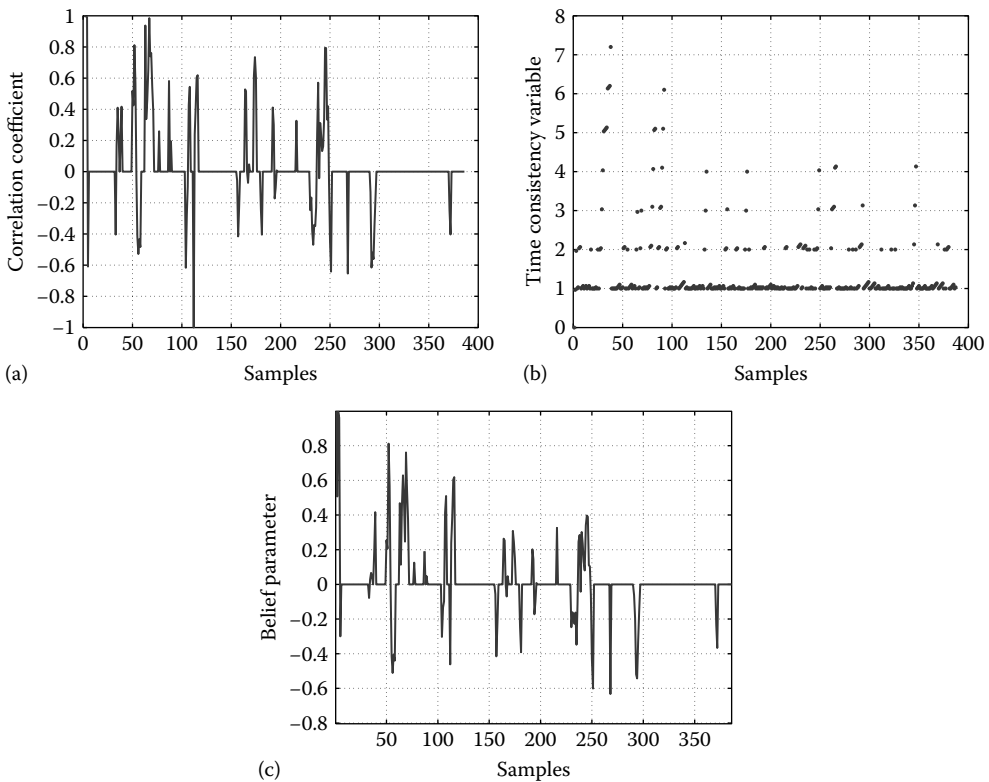 1
0.8
0.6
0.4
0.2
0
−0.2
−0.4
−0.6
−0.8
−1
Correlation coefficient
0 50 100 150 200 250 300 350 400
Samples
(a)
8
7
6
5
4
3
2
1
0
Time consistency variable
0 50 100 150 200 250 300 350 400
Samples
(b)
0.8
0.6
0.4
0.2
0
−0.2
−0.4
−0.6
−0.8
Belief parameter
50 100 150 200 250 300 350
Samples
(c)